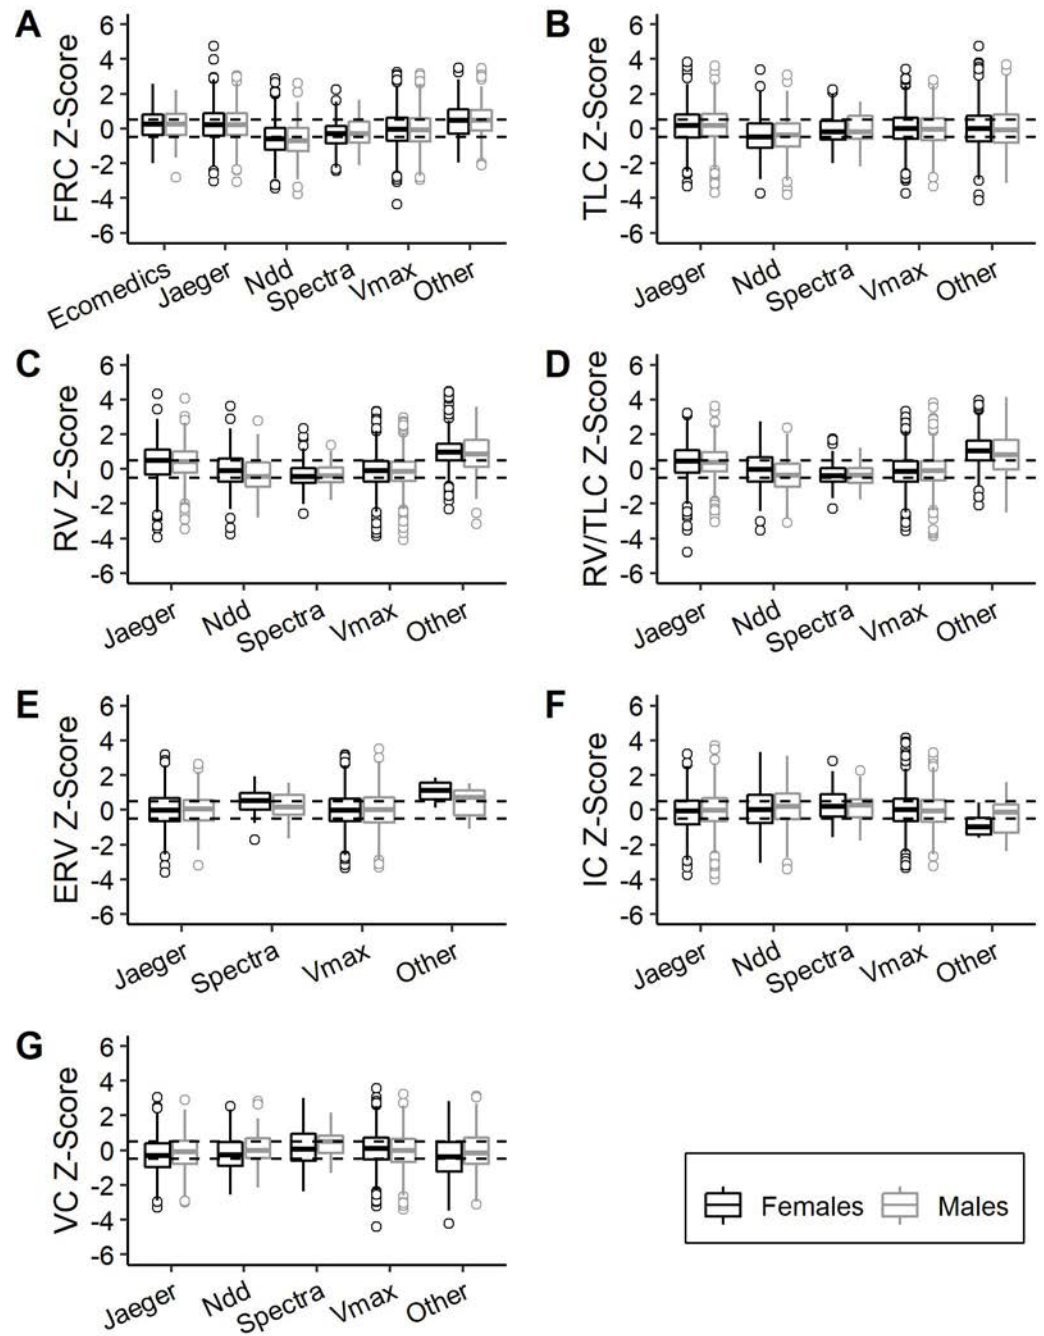 A
FRC Z-Score
6
4
2
0
-2
-4
-6
Ecomedics
Jaeger
Ndd
Spectra
Vmax
Other
B
TLC Z-Score
6
4
2
0
-2
-4
-6
Jaeger
Ndd
Spectra
Vmax
Other
C
RV Z-Score
6
4
2
0
-2
-4
-6
Jaeger
Ndd
Spectra
Vmax
Other
D
RV/TLC Z-Score
6
4
2
0
-2
-4
-6
Jaeger
Ndd
Spectra
Vmax
Other
E
ERV Z-Score
6
4
2
0
-2
-4
-6
Jaeger
Spectra
Vmax
Other
F
IC Z-Score
6
4
2
0
-2
-4
-6
Jaeger
Ndd
Spectra
Vmax
Other
G
VC Z-Score
6
4
2
0
-2
-4
-6
Jaeger
Ndd
Spectra
Vmax
Other
Females
Males